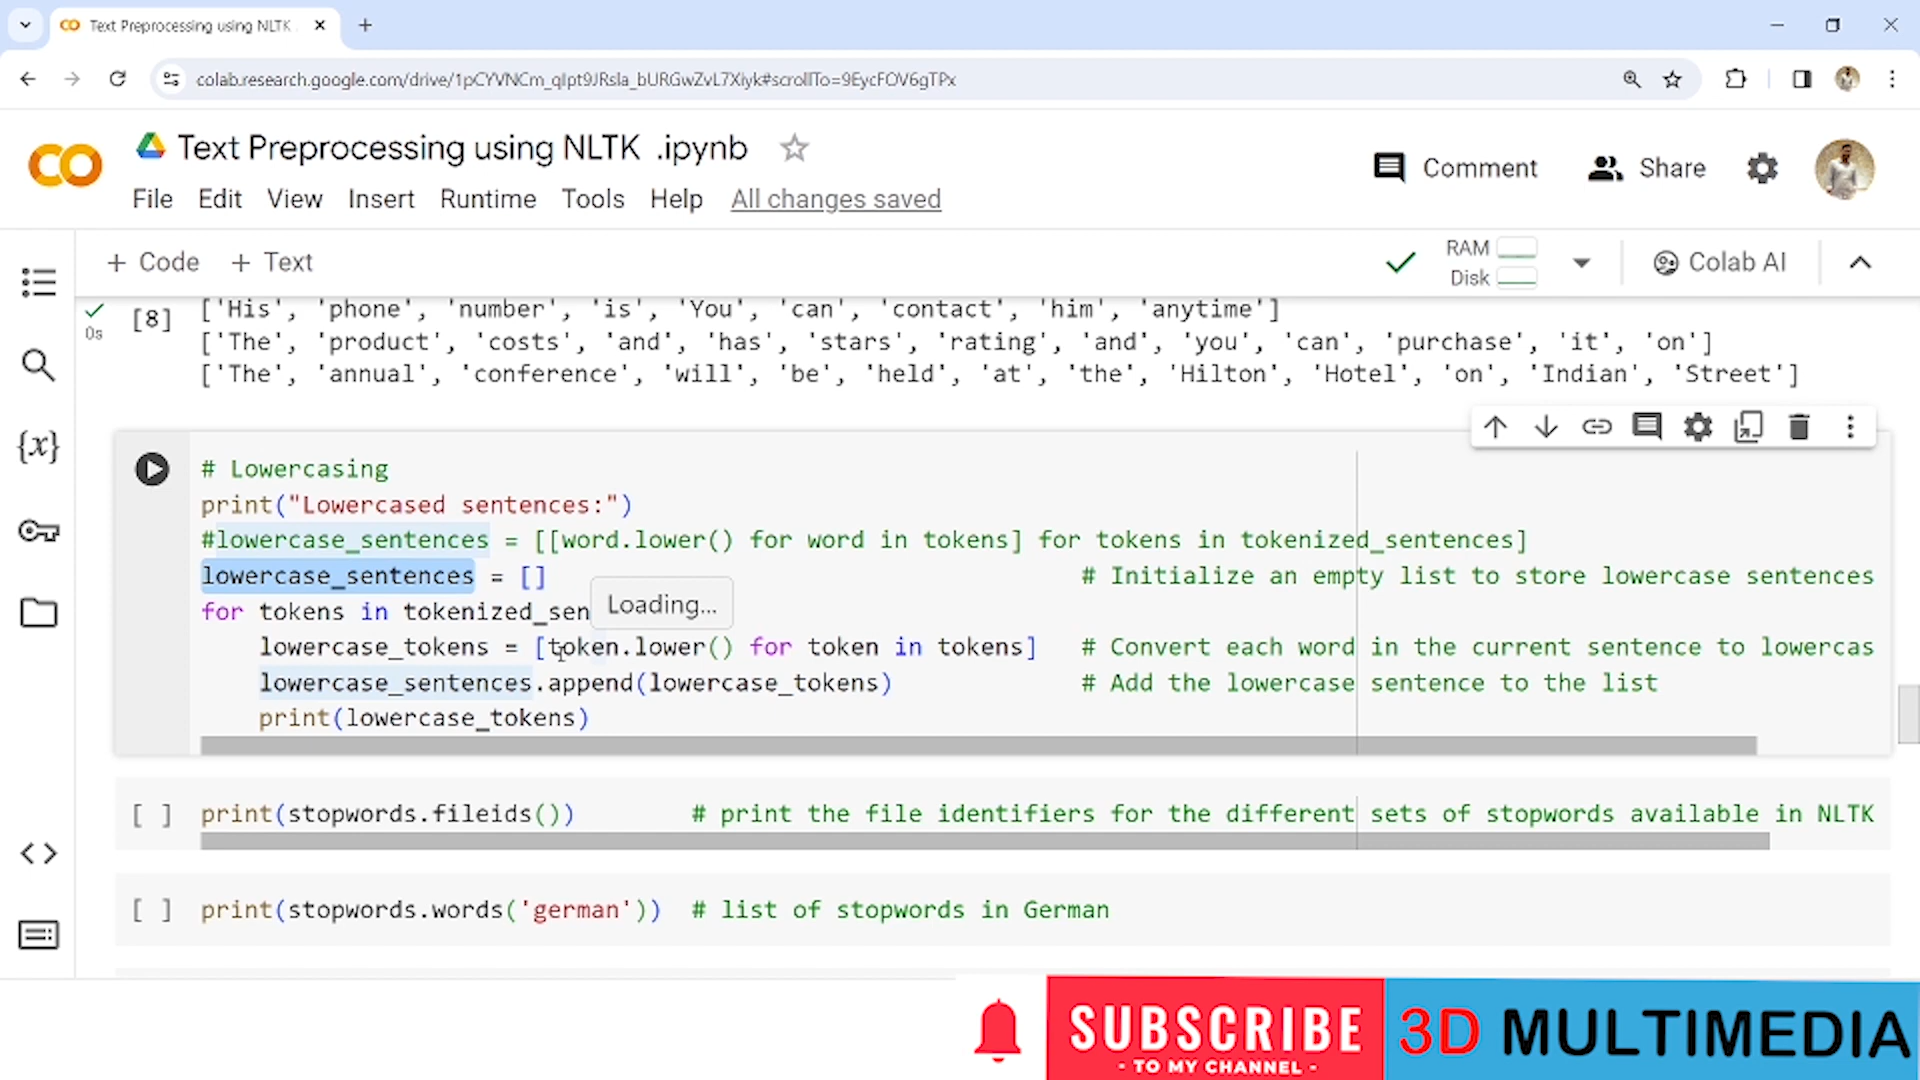 Text Preprocessing using NLTK
colab.research.google.com/drive/1pCYVNCm_qIpt9JRsla_bURGwZvL7Xiyk#scrollTo=9EycFOV6gTPx
Text Preprocessing using NLTK .ipynb
Comment
Share
File Edit View Insert Runtime Tools Help All changes saved
+ Code + Text
RAM
Disk
Colab AI
0s
[8]
['His', 'phone', 'number', 'is', 'You', 'can', 'contact', 'him', 'anytime']
['The', 'product', 'costs', 'and', 'has', 'stars', 'rating', 'and', 'you', 'can', 'purchase', 'it', 'on']
['The', 'annual', 'conference', 'will', 'be', 'held', 'at', 'the', 'Hilton', 'Hotel', 'on', 'Indian', 'Street']
# Lowercasing
print("Lowercased sentences:")
#lowercase_sentences = [[word.lower() for word in tokens] for tokens in tokenized_sentences]
lowercase_sentences = [] # Initialize an empty list to store lowercase sentences
for tokens in tokenized_sen
Loading...
lowercase_tokens = [token.lower() for token in tokens] # Convert each word in the current sentence to lowercas
lowercase_sentences.append(lowercase_tokens) # Add the lowercase sentence to the list
print(lowercase_tokens)
[ ] print(stopwords.fileids()) # print the file identifiers for the different sets of stopwords available in NLTK
[ ] print(stopwords.words('german')) # list of stopwords in German
SUBSCRIBE
- TO MY CHANNEL -
3D MULTIMEDIA